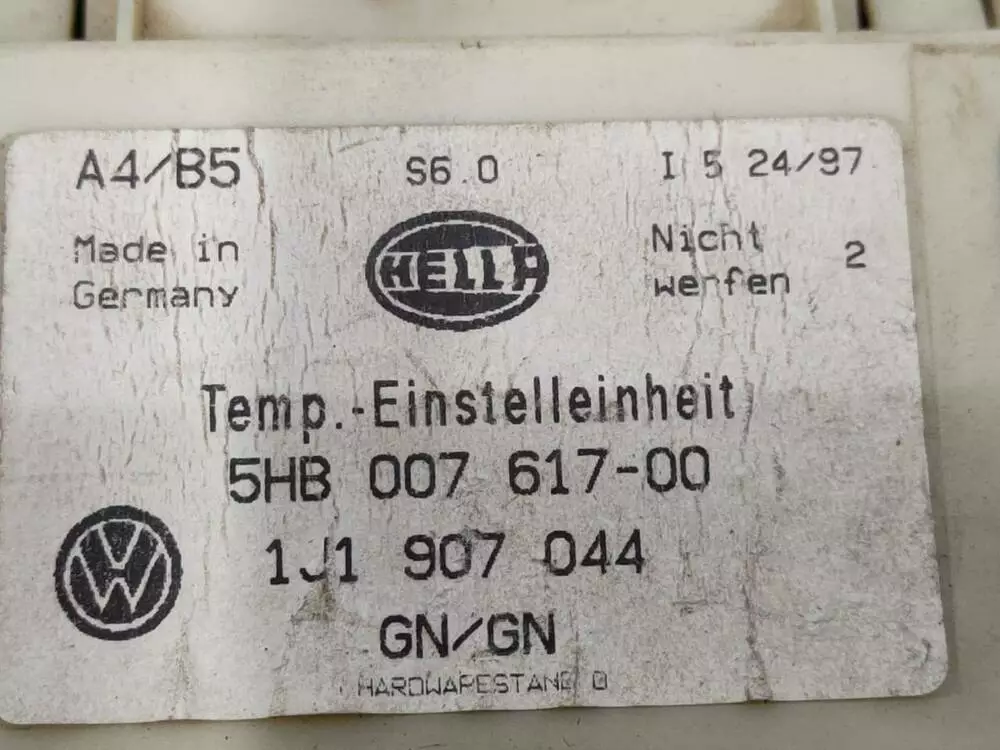 A4/B5 S6.0 I 5 24/97
Made in
Germany
HELLA
Nicht
werfen
2
Temp.-Einstelleinheit
5HB 007 617-00
1J1 907 044
GN/GN
HARDWARESTAND 0